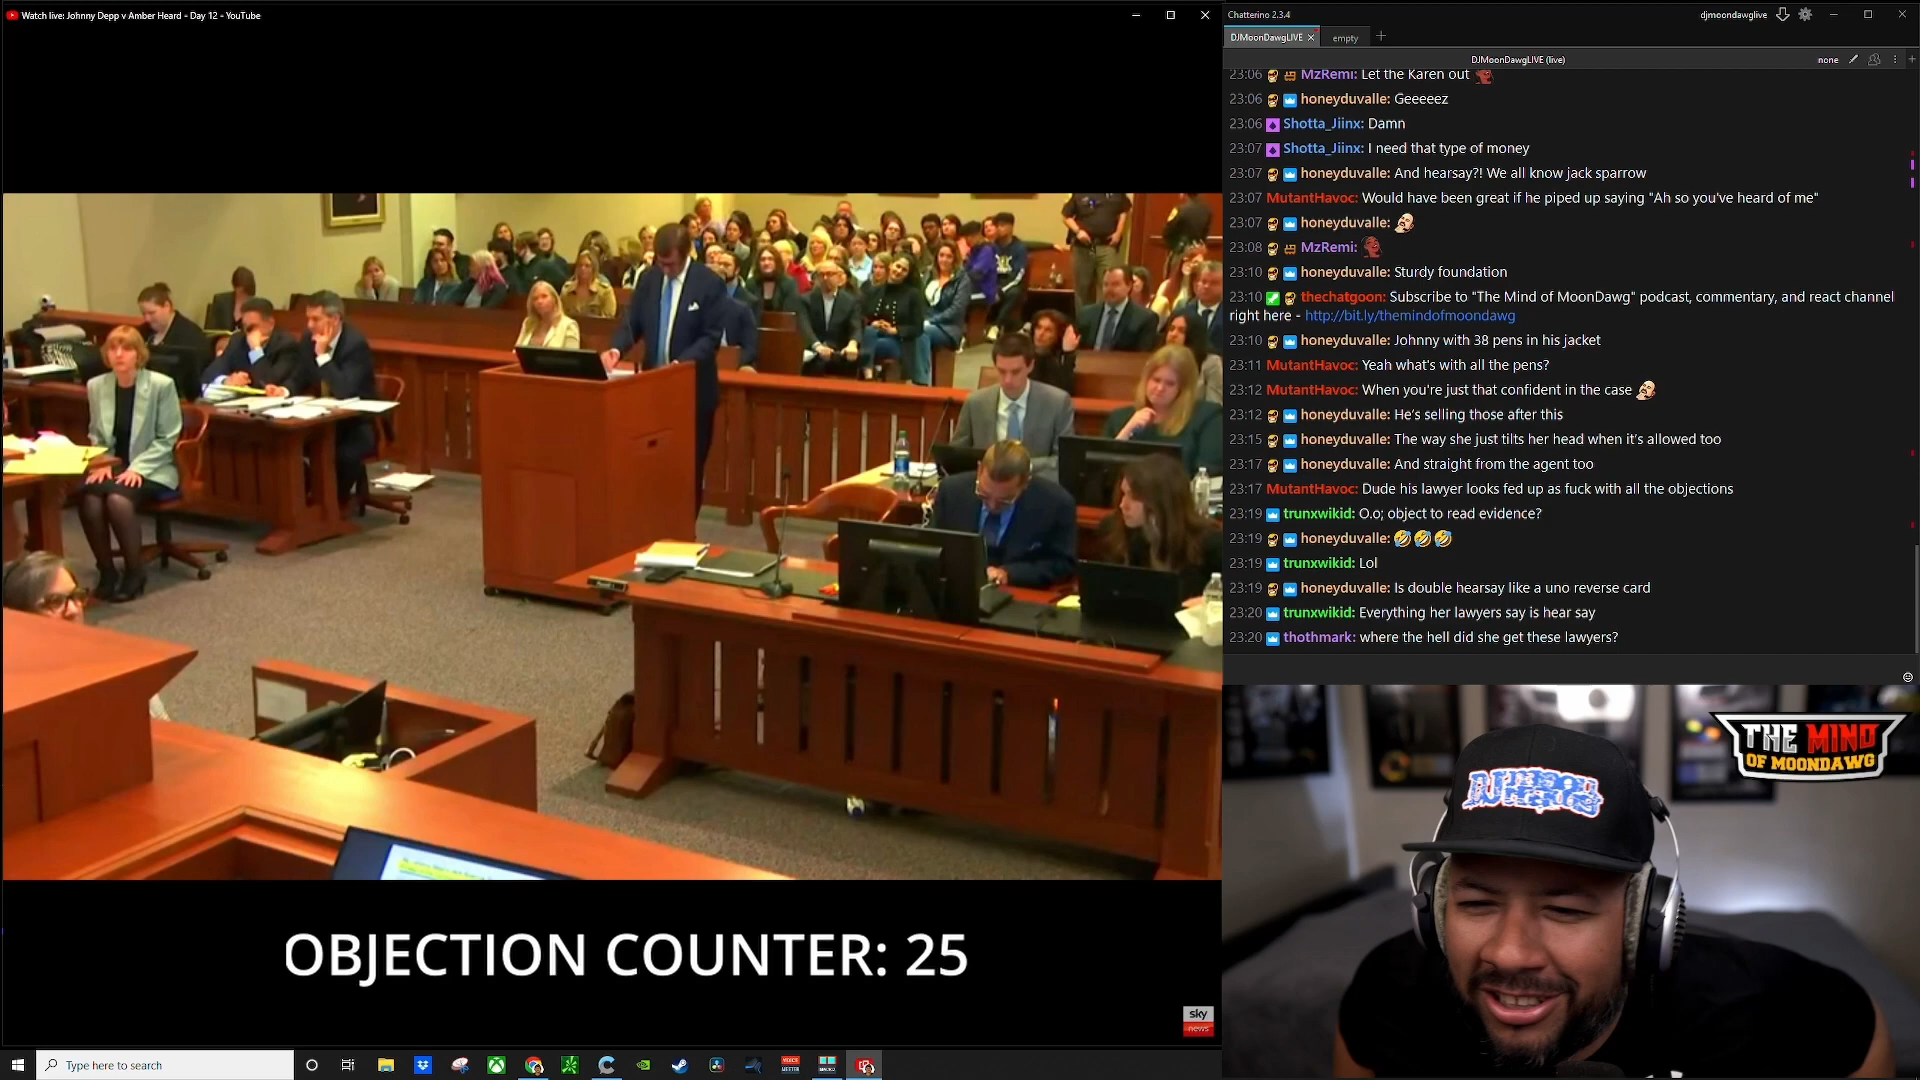 Watch live: Johnny Depp v Amber Heard - Day 12 - YouTube
Chatterino 2.3.4
djmoondawglive
DJMoonDawgLIVE
empty
DJMoonDawgLIVE (live)
none
23:06 MzRemi: Let the Karen out
23:06 honeyduvalle: Geeeeez
23:06 Shotta_Jiinx: Damn
23:07 Shotta_Jiinx: I need that type of money
23:07 honeyduvalle: And hearsay?! We all know jack sparrow
23:07 MutantHavoc: Would have been great if he piped up saying "Ah so you've heard of me"
23:07 honeyduvalle:
23:08 MzRemi:
23:10 honeyduvalle: Sturdy foundation
23:10 thechatgoon: Subscribe to "The Mind of MoonDawg" podcast, commentary, and react channel
right here - http://bit.ly/themindofmoondawg
23:10 honeyduvalle: Johnny with 38 pens in his jacket
23:11 MutantHavoc: Yeah what's with all the pens?
23:12 MutantHavoc: When you're just that confident in the case
23:12 honeyduvalle: He's selling those after this
23:15 honeyduvalle: The way she just tilts her head when it's allowed too
23:17 honeyduvalle: And straight from the agent too
23:17 MutantHavoc: Dude his lawyer looks fed up as fuck with all the objections
23:19 trunxwikid: O.o; object to read evidence?
23:19 honeyduvalle: 🤣🤣🤣
23:19 trunxwikid: Lol
23:19 honeyduvalle: Is double hearsay like a uno reverse card
23:20 trunxwikid: Everything her lawyers say is hear say
23:20 thothmark: where the hell did she get these lawyers?
THE MIND
OF MOONDAWG
OBJECTION COUNTER: 25
sky
news
Type here to search